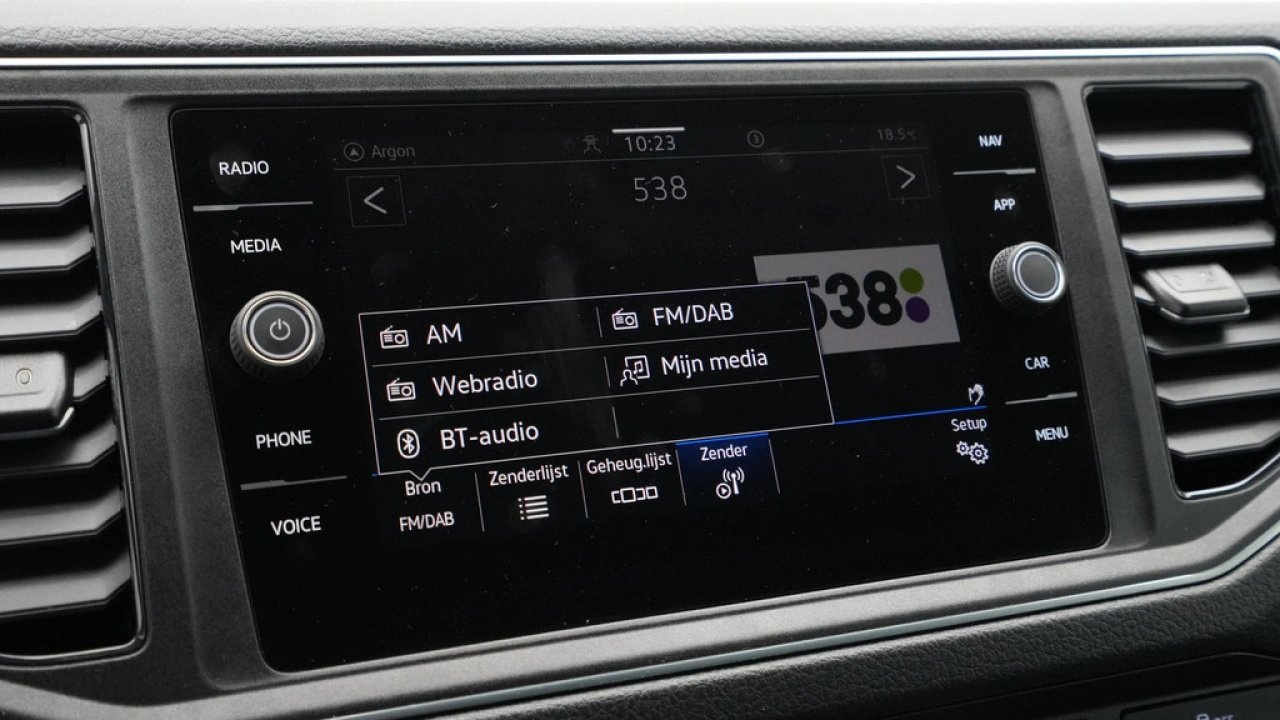 RADIO
MEDIA
PHONE
VOICE
Argon
10:23
3
18.5°C
538
538
AM
FM/DAB
Webradio
Mijn media
BT-audio
Bron
FM/DAB
Zenderlijst
Geheug.lijst
Zender
Setup
NAV
APP
CAR
MENU